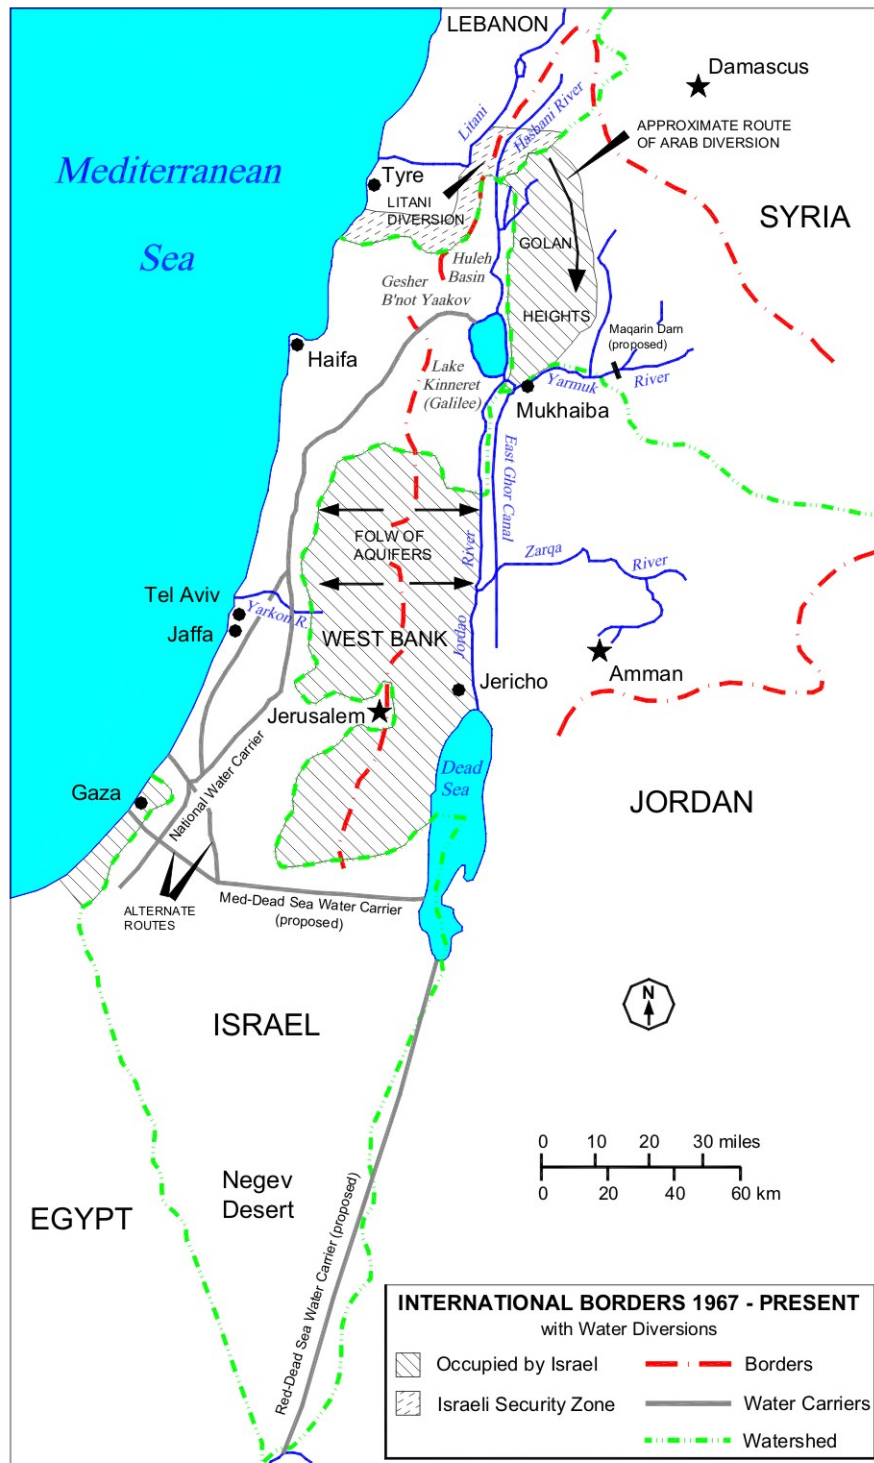 LEBANON
Damascus
Litani
Hasbani River
APPROXIMATE ROUTE
OF ARAB DIVERSION
Mediterranean
Sea
Tyre
LITANI
DIVERSION
SYRIA
GOLAN
HEIGHTS
Huleh
Basin
Gesher
B'not Yaakov
Haifa
Maqarin Darn
(proposed)
Lake
Kinneret
(Galilee)
Yarmuk
River
Mukhaiba
East Ghor Canal
FOLW OF
AQUIFERS
River
Jordao
Zarqa
River
Tel Aviv
Jaffa
Yarkon R.
WEST BANK
Amman
Jericho
Jerusalem
Dead
Sea
Gaza
National Water Carrier
JORDAN
ALTERNATE
ROUTES
Med-Dead Sea Water Carrier
(proposed)
N
ISRAEL
0 10 20 30 miles
0 20 40 60 km
Negev
Desert
EGYPT
Red-Dead Sea Water Carrier (proposed)
INTERNATIONAL BORDERS 1967 - PRESENT
with Water Diversions
Occupied by Israel
Borders
Israeli Security Zone
Water Carriers
Watershed